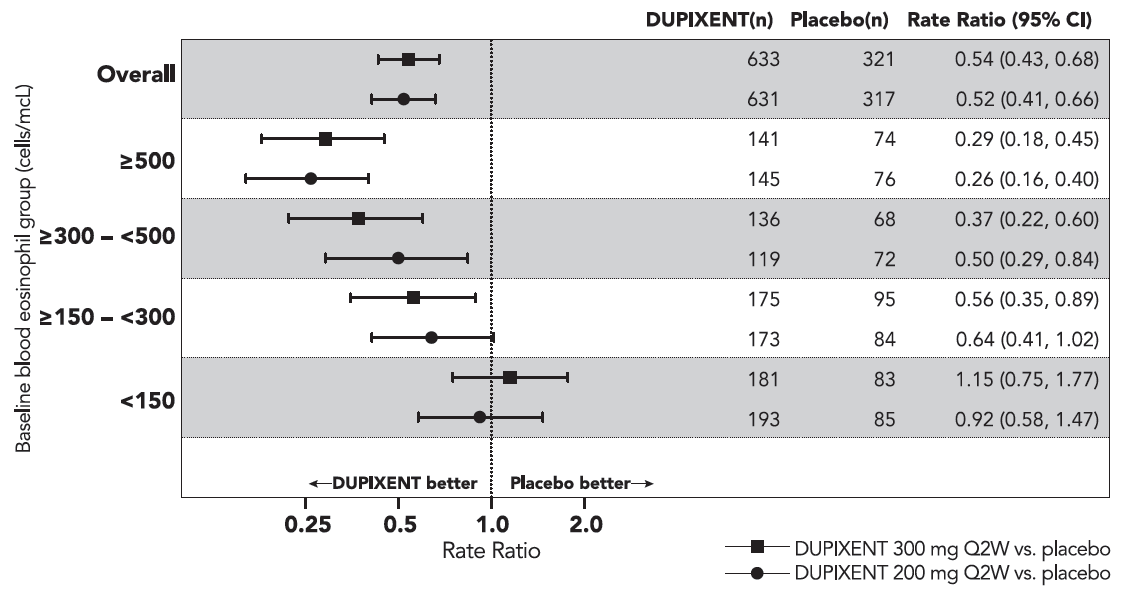 DUPIXENT(n) Placebo(n) Rate Ratio (95% CI)
Baseline blood eosinophil group (cells/mcL)
Overall
633 321 0.54 (0.43, 0.68)
631 317 0.52 (0.41, 0.66)
≥500
141 74 0.29 (0.18, 0.45)
145 76 0.26 (0.16, 0.40)
≥300 – <500
136 68 0.37 (0.22, 0.60)
119 72 0.50 (0.29, 0.84)
≥150 – <300
175 95 0.56 (0.35, 0.89)
173 84 0.64 (0.41, 1.02)
<150
181 83 1.15 (0.75, 1.77)
193 85 0.92 (0.58, 1.47)
←DUPIXENT better Placebo better→
0.25 0.5 1.0 2.0
Rate Ratio
DUPIXENT 300 mg Q2W vs. placebo
DUPIXENT 200 mg Q2W vs. placebo